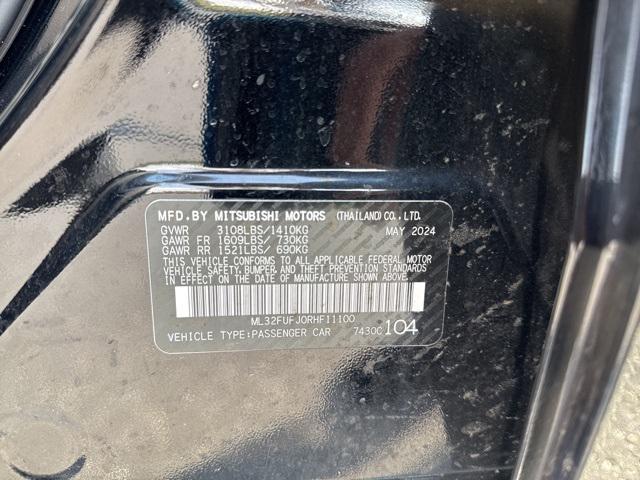 MFD.BY MITSUBISHI MOTORS (THAILAND) CO., LTD.
GVWR 3108LBS/1410KG MAY 2024
GAWR FR 1609LBS/ 730KG
GAWR RR 1521LBS/ 690KG
THIS VEHICLE CONFORMS TO ALL APPLICABLE FEDERAL MOTOR
VEHICLE SAFETY, BUMPER, AND THEFT PREVENTION STANDARDS
IN EFFECT ON THE DATE OF MANUFACTURE SHOWN ABOVE.
ML32FUFJ0RHF11100
VEHICLE TYPE:PASSENGER CAR 7430C 104